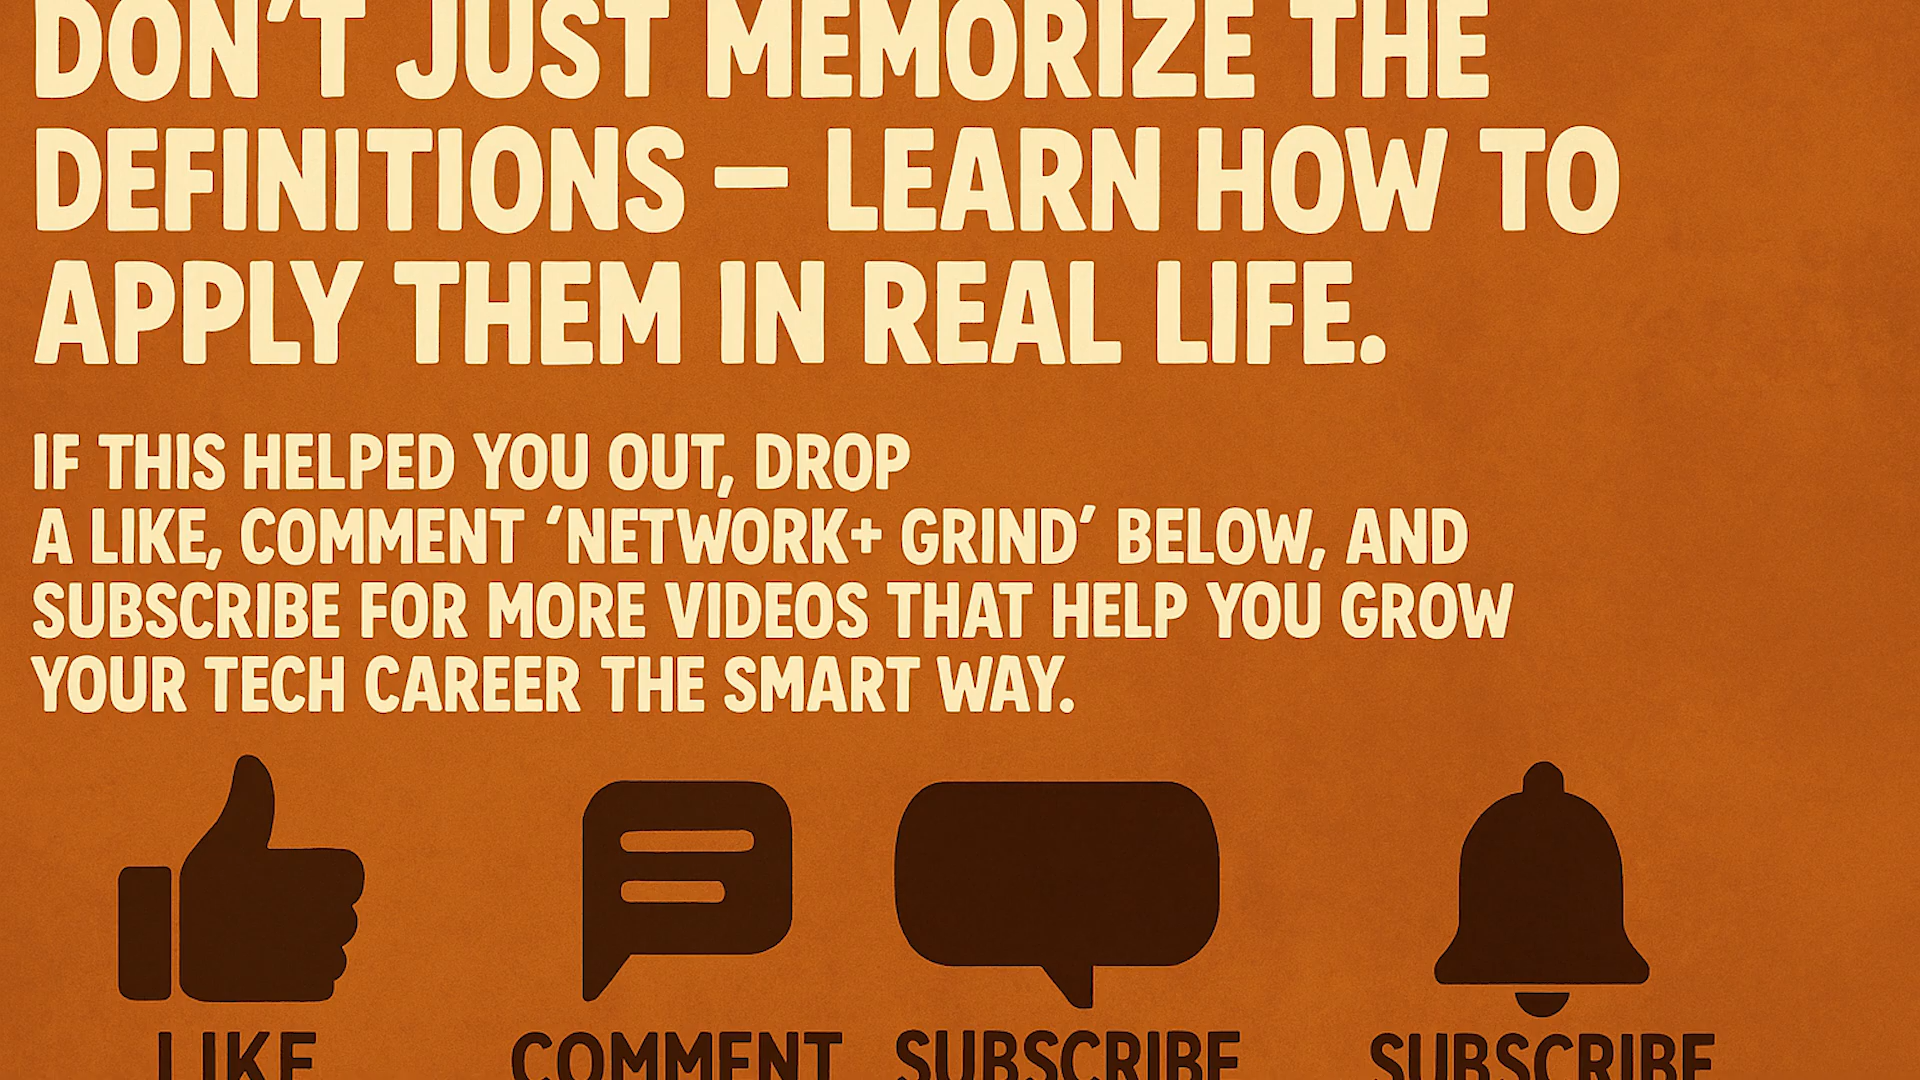 DON'T JUST MEMORIZE THE
DEFINITIONS – LEARN HOW TO
APPLY THEM IN REAL LIFE.
IF THIS HELPED YOU OUT, DROP
A LIKE, COMMENT 'NETWORK+ GRIND' BELOW, AND
SUBSCRIBE FOR MORE VIDEOS THAT HELP YOU GROW
YOUR TECH CAREER THE SMART WAY.
LIKE COMMENT SUBSCRIBE SUBSCRIBE